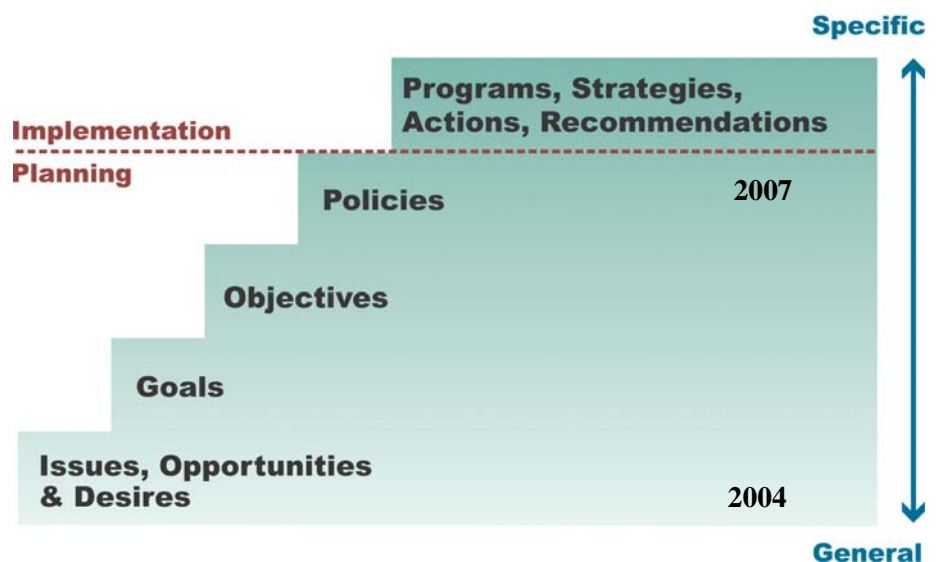 Specific
Programs, Strategies,
Actions, Recommendations
Implementation
Planning
Policies
2007
Objectives
Goals
Issues, Opportunities
& Desires
2004
General